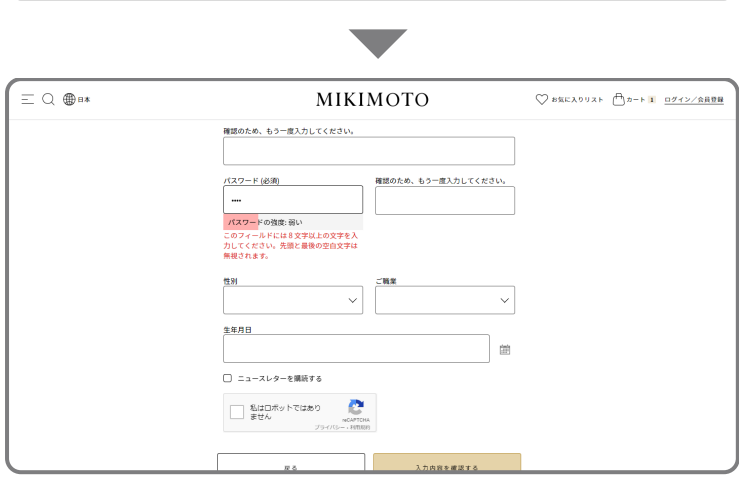 日本
MIKIMOTO
お気に入りリスト
カート 1
ログイン／会員登録
確認のため、もう一度入力してください。
パスワード (必須)
確認のため、もう一度入力してください。
••••
パスワードの強度: 弱い
このフィールドには 8 文字以上の文字を入
力してください。先頭と最後の空白文字は
無視されます。
性別
ご職業
生年月日
ニュースレターを購読する
私はロボットではあり
ません
reCAPTCHA
プライバシー - 利用規約
戻る
入力内容を確認する